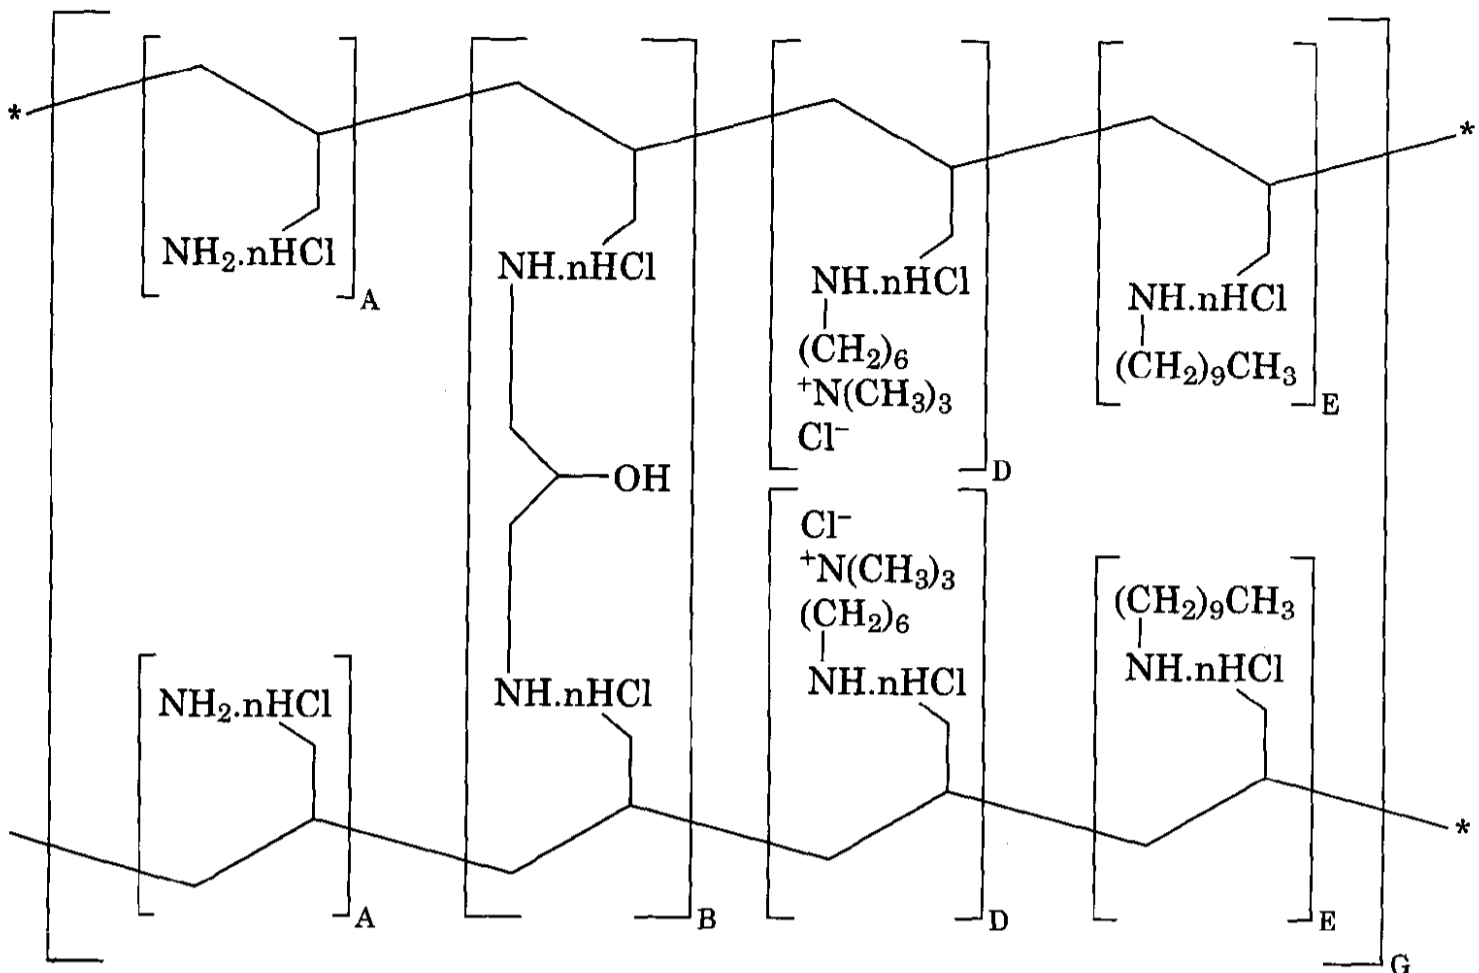 *
*
NH₂.nHCl
A
NH.nHCl
NH.nHCl
(CH₂)₆
⁺N(CH₃)₃
Cl⁻
D
NH.nHCl
(CH₂)₉CH₃
E
OH
Cl⁻
⁺N(CH₃)₃
(CH₂)₆
NH.nHCl
D
(CH₂)₉CH₃
NH.nHCl
E
NH₂.nHCl
A
NH.nHCl
B
*
G